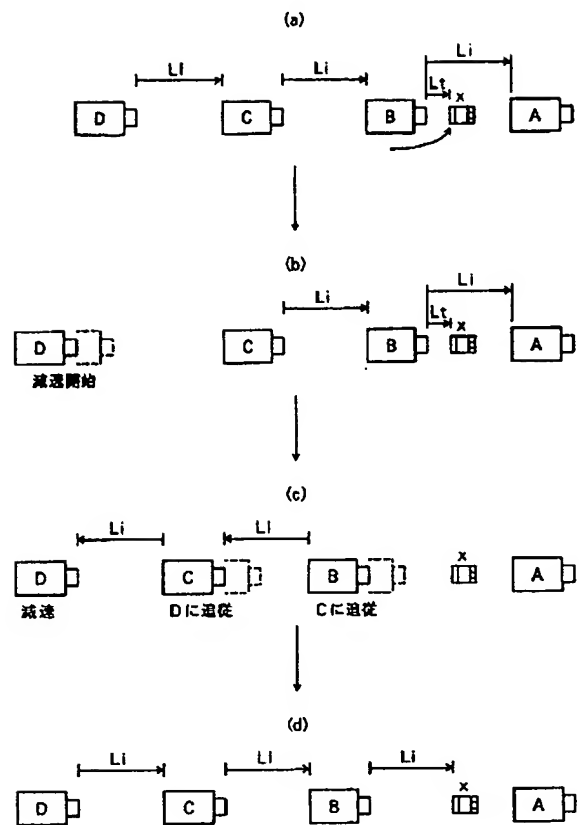 (a)
Li Li Li
Lt
x
D C B A
(b)
Li Li
Lt
x
D C B A
減速開始
(c)
Li Li
x
D C B A
減速 Dに追従 Cに追従
(d)
Li Li Li
x
D C B A